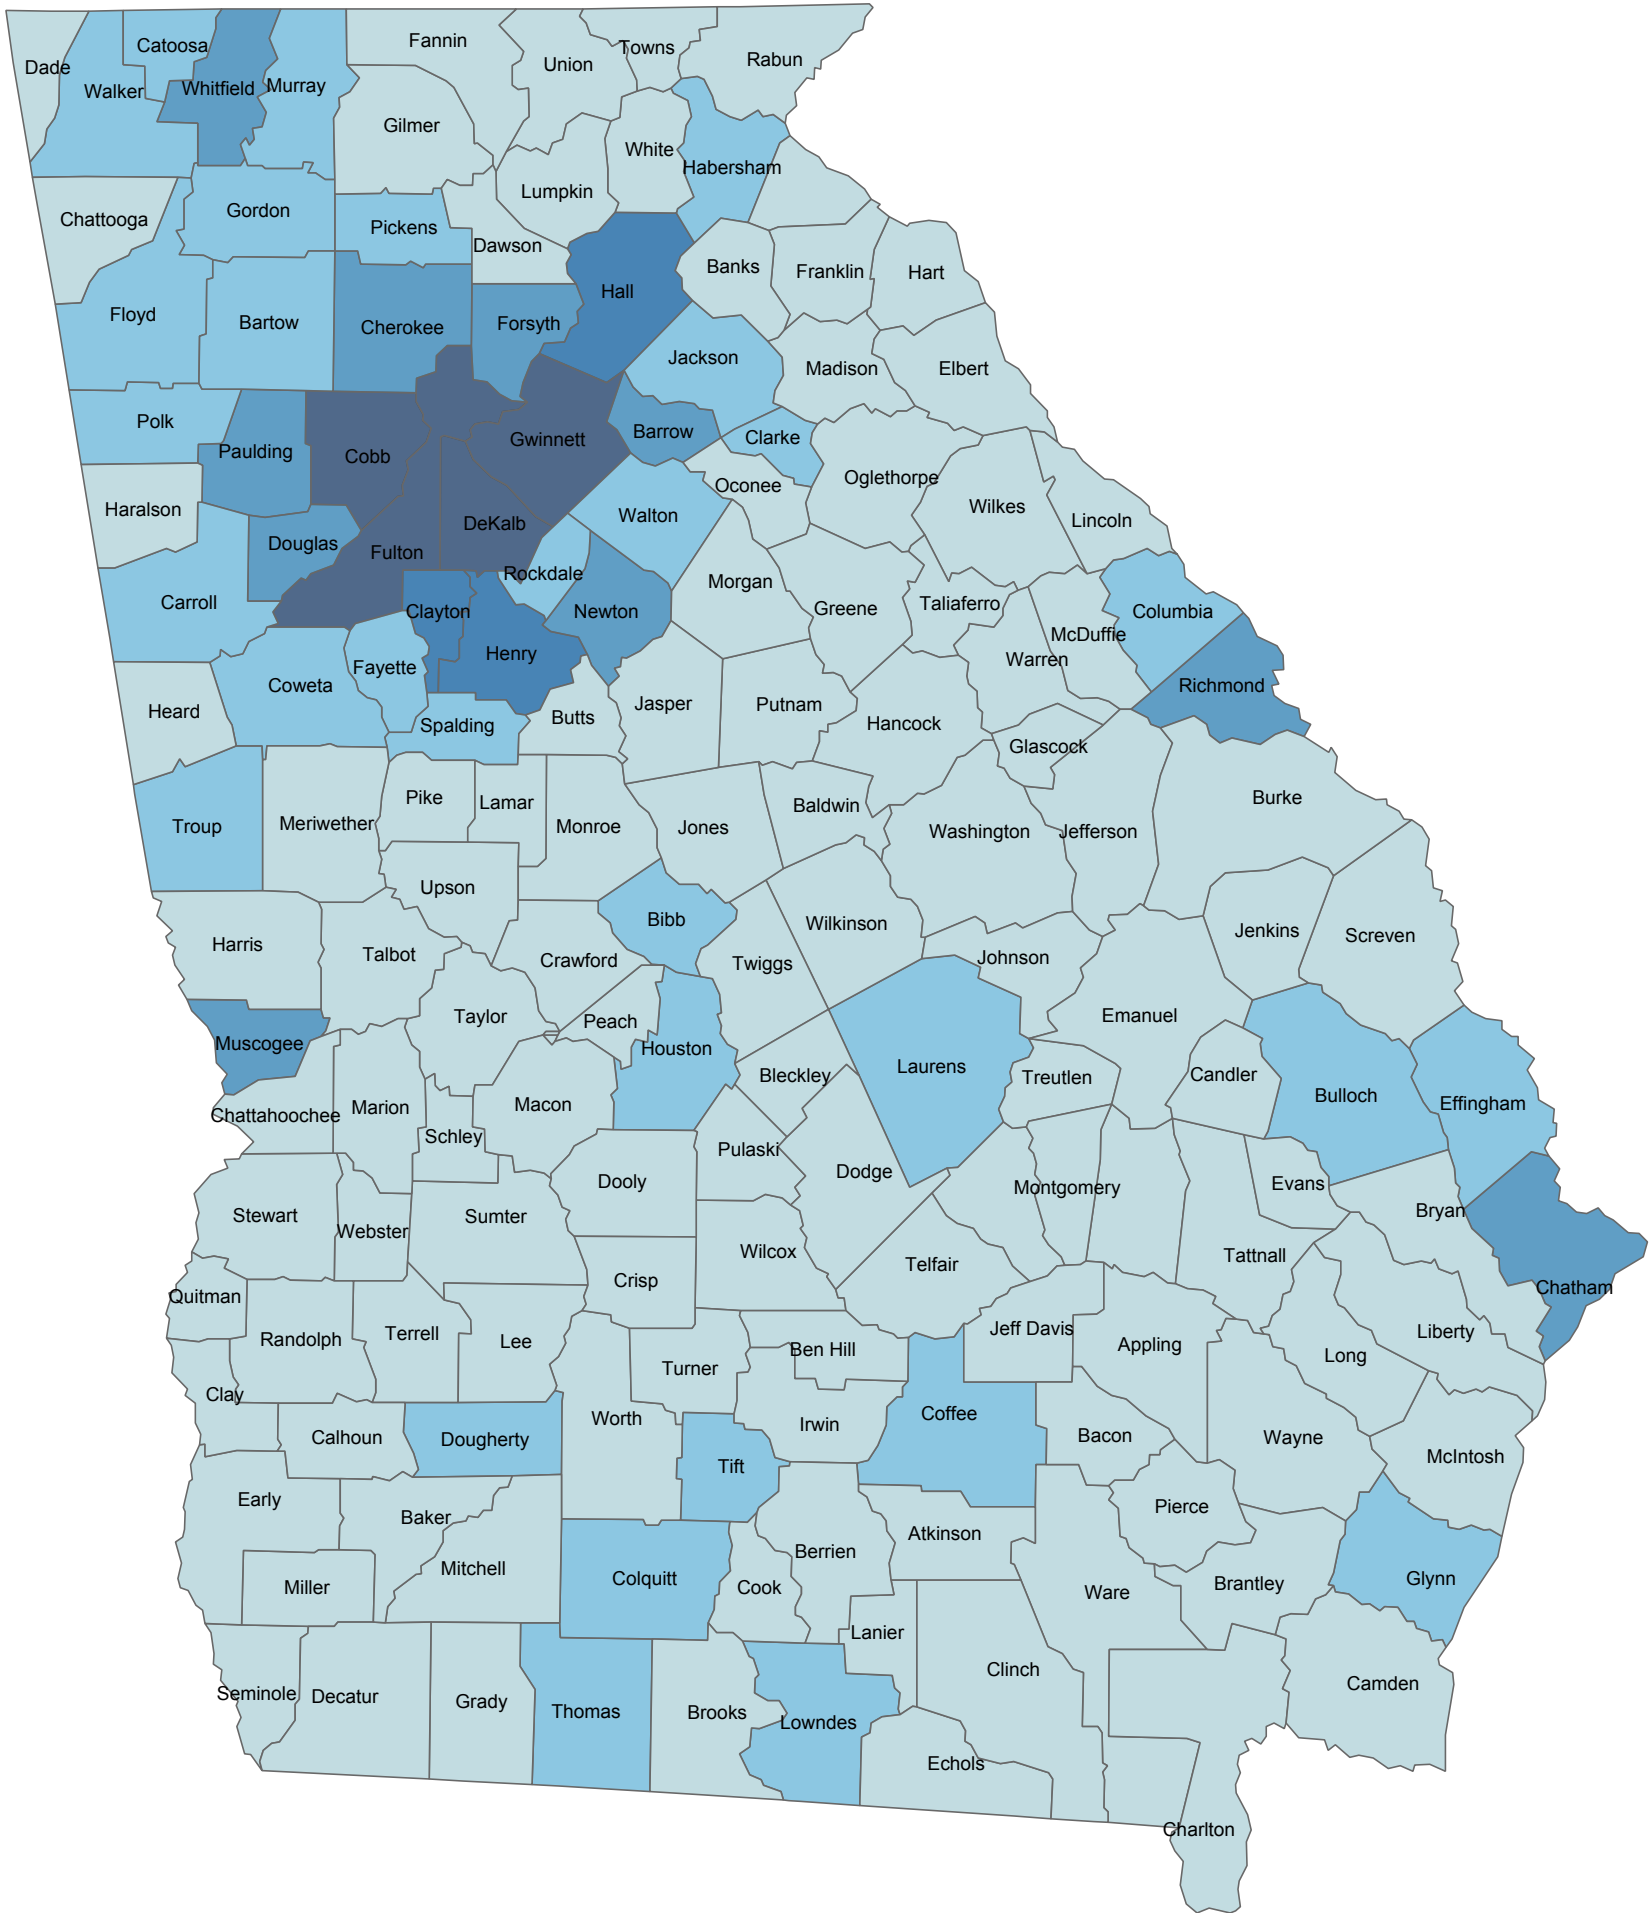 Dade
Catoosa
Walker
Whitfield
Murray
Fannin
Union
Towns
Rabun
Gilmer
White
Habersham
Lumpkin
Chattooga
Gordon
Pickens
Dawson
Banks
Franklin
Hart
Hall
Floyd
Bartow
Cherokee
Forsyth
Jackson
Madison
Elbert
Polk
Paulding
Cobb
Gwinnett
Barrow
Clarke
Oconee
Oglethorpe
Haralson
Douglas
Fulton
DeKalb
Walton
Wilkes
Lincoln
Rockdale
Morgan
Carroll
Clayton
Newton
Greene
Taliaferro
Columbia
McDuffie
Henry
Fayette
Warren
Coweta
Richmond
Heard
Spalding
Butts
Jasper
Putnam
Hancock
Glascock
Troup
Meriwether
Pike
Lamar
Monroe
Jones
Baldwin
Washington
Jefferson
Burke
Upson
Bibb
Wilkinson
Jenkins
Screven
Harris
Talbot
Crawford
Twiggs
Johnson
Taylor
Peach
Emanuel
Muscogee
Houston
Laurens
Bleckley
Treutlen
Candler
Bulloch
Effingham
Chattahoochee
Marion
Macon
Schley
Pulaski
Dodge
Dooly
Montgomery
Evans
Bryan
Stewart
Webster
Sumter
Wilcox
Telfair
Tattnall
Crisp
Chatham
Quitman
Randolph
Terrell
Lee
Turner
Ben Hill
Jeff Davis
Appling
Long
Liberty
Clay
Worth
Irwin
Coffee
Calhoun
Dougherty
Bacon
Wayne
McIntosh
Tift
Early
Baker
Pierce
Atkinson
Mitchell
Berrien
Miller
Colquitt
Cook
Ware
Brantley
Glynn
Lanier
Clinch
Seminole
Decatur
Grady
Thomas
Brooks
Lowndes
Camden
Echols
Charlton